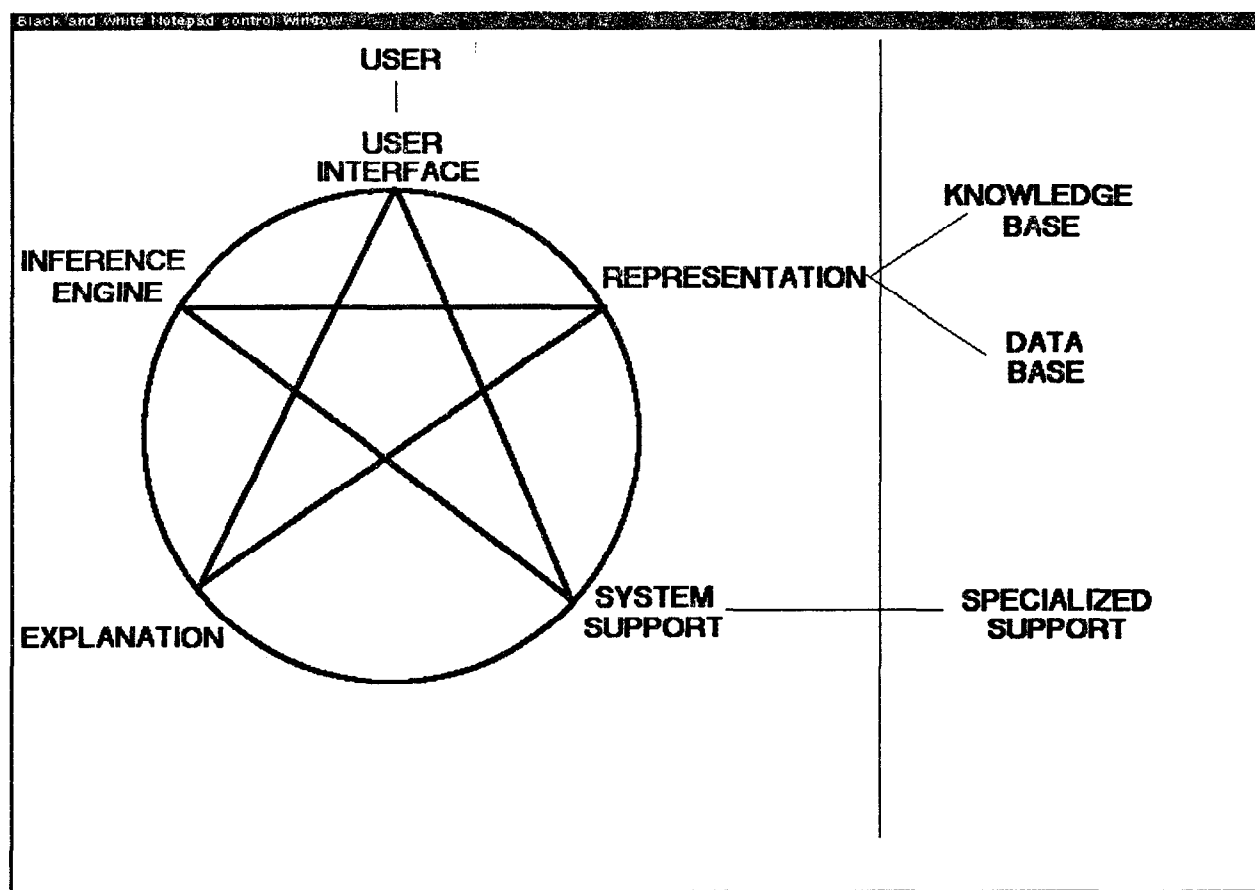 Black and white Notepad control Window
USER
USER
INTERFACE
KNOWLEDGE
BASE
INFERENCE
ENGINE
REPRESENTATION
DATA
BASE
SYSTEM
SUPPORT
SPECIALIZED
SUPPORT
EXPLANATION